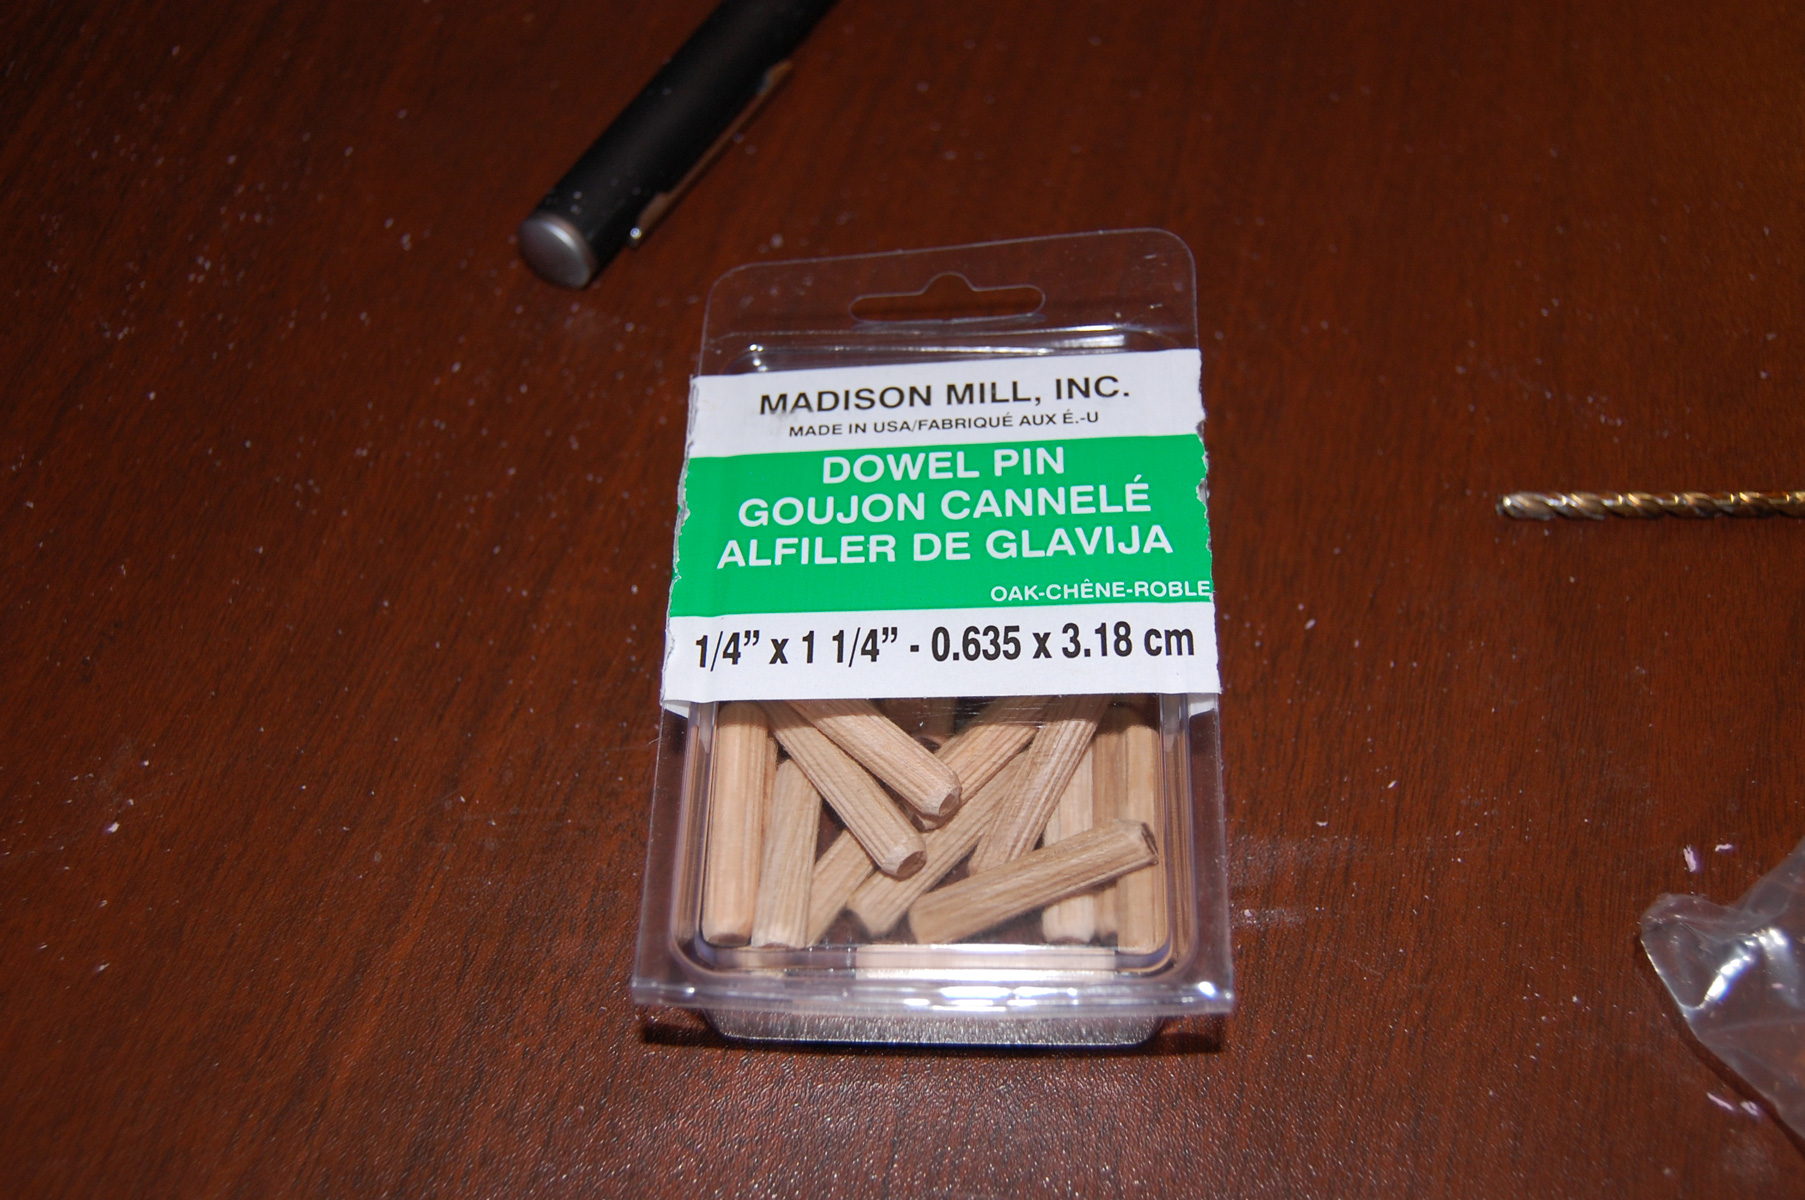 MADISON MILL, INC.
MADE IN USA/FABRIQUÉ AUX É.-U
DOWEL PIN
GOUJON CANNELÉ
ALFILER DE GLAVIJA
OAK-CHÊNE-ROBLE
1/4” x 1 1/4” - 0.635 x 3.18 cm